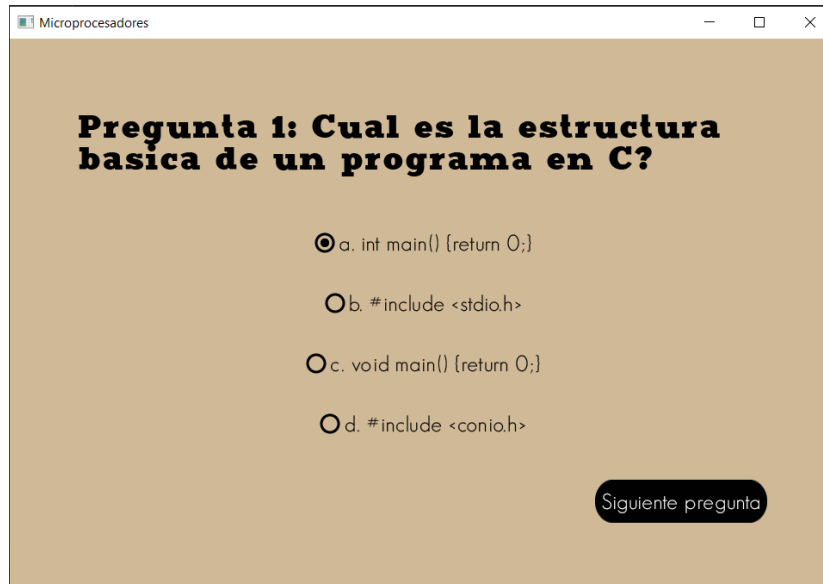 Microprocesadores
Pregunta 1: Cual es la estructura
basica de un programa en C?
a. int main() {return 0;}
b. #include <stdio.h>
c. void main() {return 0;}
d. #include <conio.h>
Siguiente pregunta